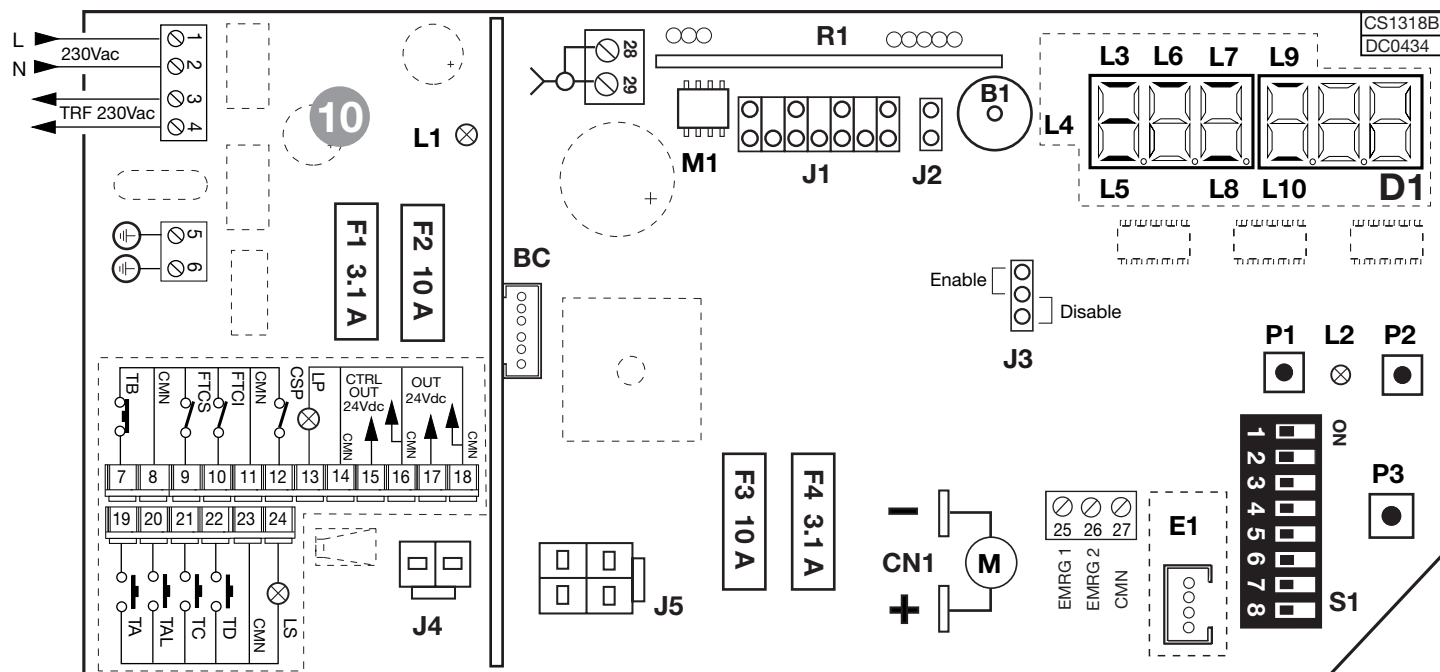 CS1318B
DC0434
L
N
230Vac
TRF 230Vac
1
2
3
4
10
L1
28
29
R1
M1
J1
J2
B1
L3 L6 L7 L9
L4
L5 L8 L10
D1
5
6
F1 3.1 A
F2 10 A
BC
Enable
Disable
J3
P1 L2 P2
TB
CMN
FTCS
FTCI
CMN
CSP
LP
CMN
CTRL
OUT
24Vdc
CMN
OUT
24Vdc
CMN
7 8 9 10 11 12 13 14 15 16 17 18
19 20 21 22 23 24
TA
TAL
TC
TD
CMN
LS
J4
J5
F3 10 A
F4 3.1 A
CN1
-
+
M
25 26 27
EMRG 1
EMRG 2
CMN
E1
ON
1
2
3
4
5
6
7
8
S1
P3